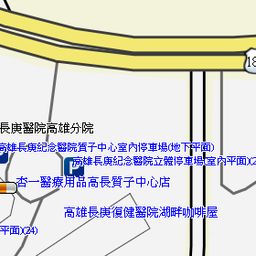 18
長庚醫院高雄分院
高雄長庚紀念醫院質子中心室內停車場(地下平面)
高雄長庚紀念醫院立體停車場(室內平面)(2
杏一醫療用品高長質子中心店
高雄長庚復健醫院湖畔咖啡屋
平面)(24)